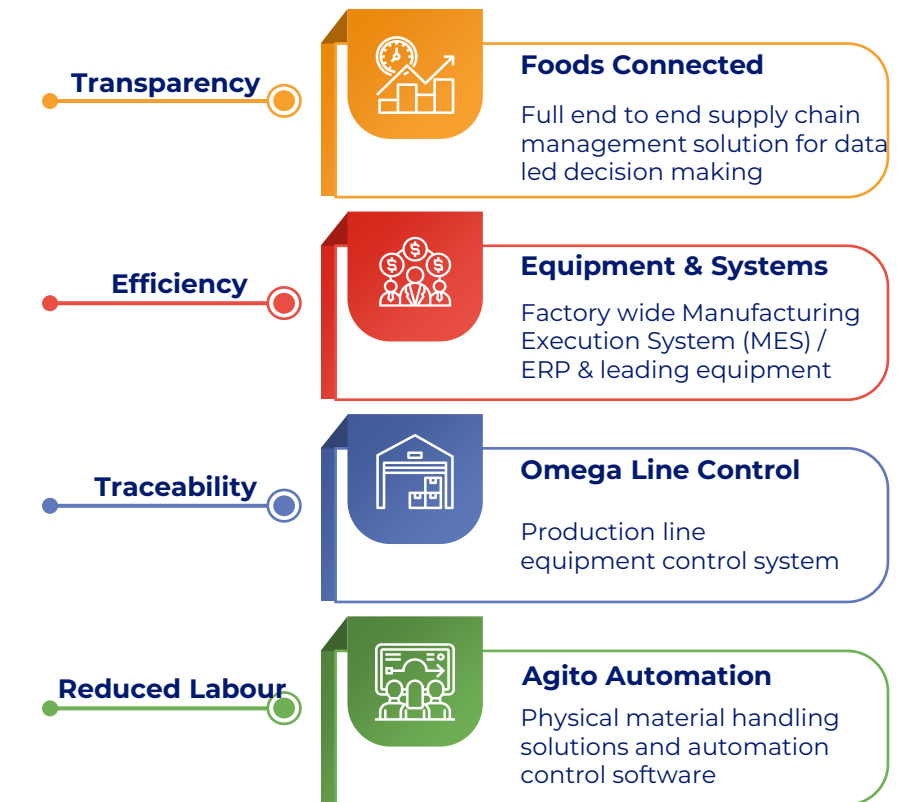 Transparency
Foods Connected
Full end to end supply chain
management solution for data
led decision making
Efficiency
Equipment & Systems
Factory wide Manufacturing
Execution System (MES) /
ERP & leading equipment
$
$
$
Traceability
Omega Line Control
Production line
equipment control system
Reduced Labour
Agito Automation
Physical material handling
solutions and automation
control software